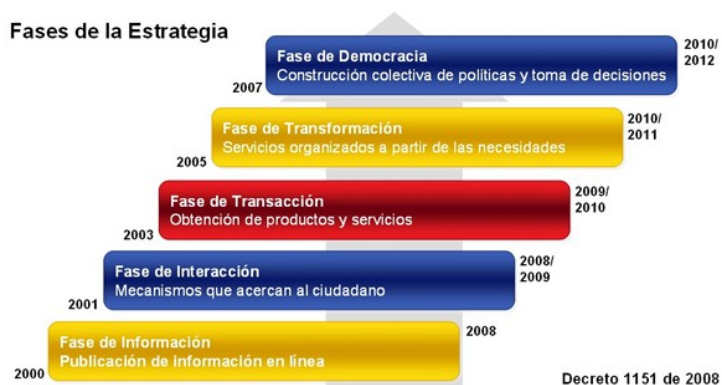 Fases de la Estrategia
2010/
2012
Fase de Democracia
Construcción colectiva de políticas y toma de decisiones
2007
2010/
2011
Fase de Transformación
Servicios organizados a partir de las necesidades
2005
2009/
2010
Fase de Transacción
Obtención de productos y servicios
2003
2008/
2009
Fase de Interacción
Mecanismos que acercan al ciudadano
2001
2008
Fase de Información
Publicación de información en línea
2000
Decreto 1151 de 2008